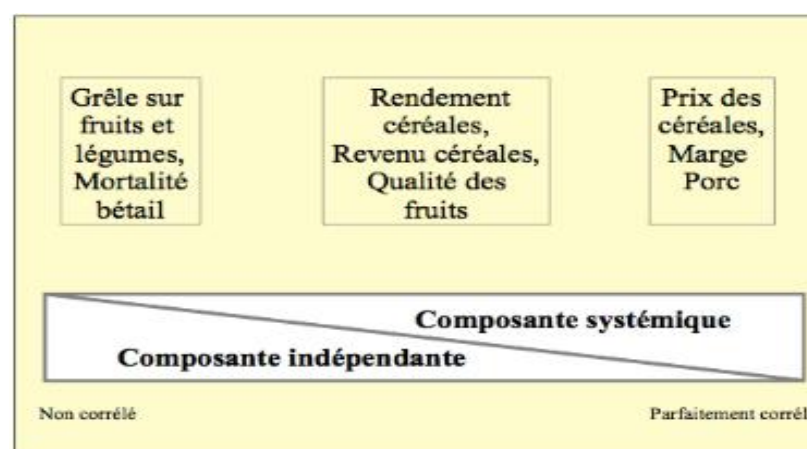 Grêle sur
fruits et
légumes,
Mortalité
bétail
Rendement
céréales,
Revenu céréales,
Qualité des
fruits
Prix des
céréales,
Marge
Porc
Composante systémique
Composante indépendante
Non corrélé
Parfaitement corrél